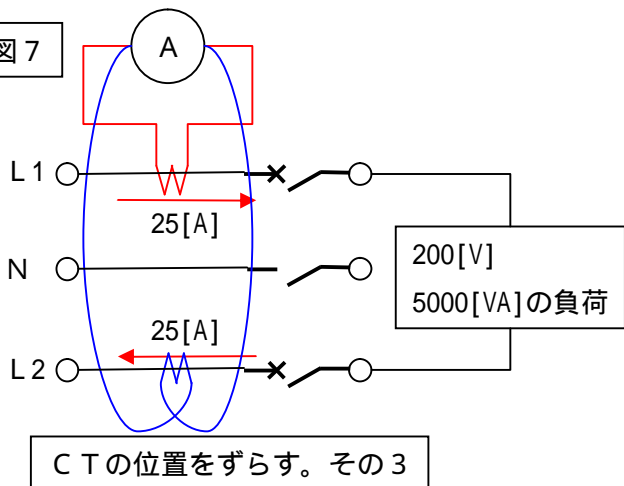 図7
A
L1
25[A]
N
200[V]
5000[VA]の負荷
25[A]
L2
CTの位置をずらす。その3